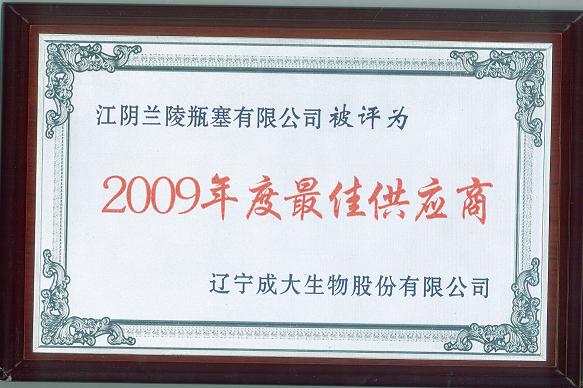 江阴兰陵瓶塞有限公司被评为
2009年度最佳供应商
辽宁成大生物股份有限公司